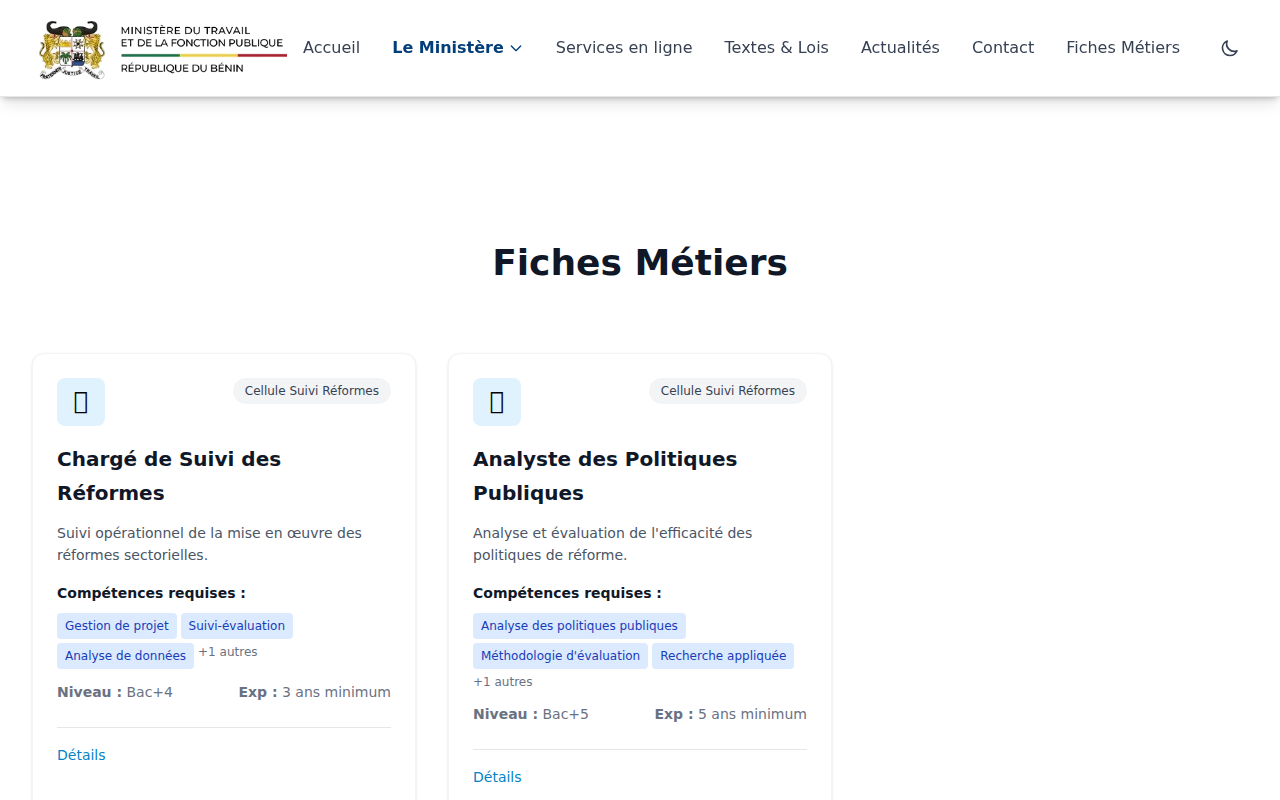 MINISTÈRE DU TRAVAIL
ET DE LA FONCTION PUBLIQUE
RÉPUBLIQUE DU BÉNIN
Accueil Le Ministère Services en ligne Textes & Lois Actualités Contact Fiches Métiers
Fiches Métiers
Cellule Suivi Réformes
Chargé de Suivi des
Réformes
Suivi opérationnel de la mise en œuvre des
réformes sectorielles.
Compétences requises :
Gestion de projet Suivi-évaluation
Analyse de données +1 autres
Niveau : Bac+4 Exp : 3 ans minimum
Détails
Cellule Suivi Réformes
Analyste des Politiques
Publiques
Analyse et évaluation de l'efficacité des
politiques de réforme.
Compétences requises :
Analyse des politiques publiques
Méthodologie d'évaluation Recherche appliquée
+1 autres
Niveau : Bac+5 Exp : 5 ans minimum
Détails